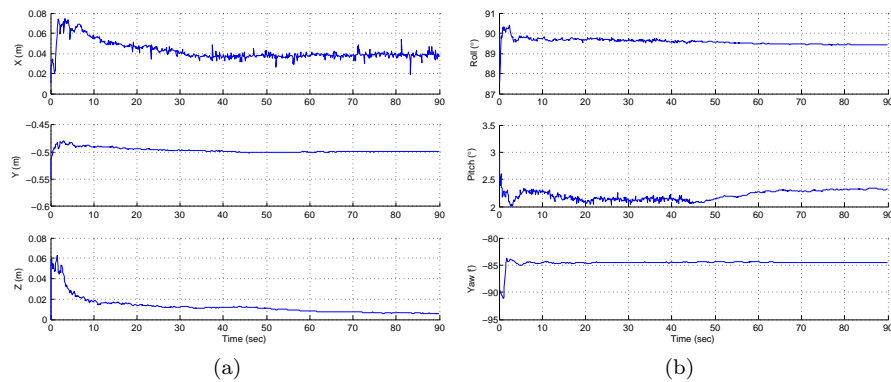 0.08
0.06
0.04
0.02
0
X (m)
0 10 20 30 40 50 60 70 80 90
−0.45
−0.5
−0.55
−0.6
Y (m)
0 10 20 30 40 50 60 70 80 90
0.08
0.06
0.04
0.02
0
Z (m)
0 10 20 30 40 50 60 70 80 90
Time (sec)
(a)
91
90
89
88
87
Roll (°)
0 10 20 30 40 50 60 70 80 90
3.5
3
2.5
2
Pitch (°)
0 10 20 30 40 50 60 70 80 90
−80
−85
−90
−95
Yaw (°)
0 10 20 30 40 50 60 70 80 90
Time (sec)
(b)